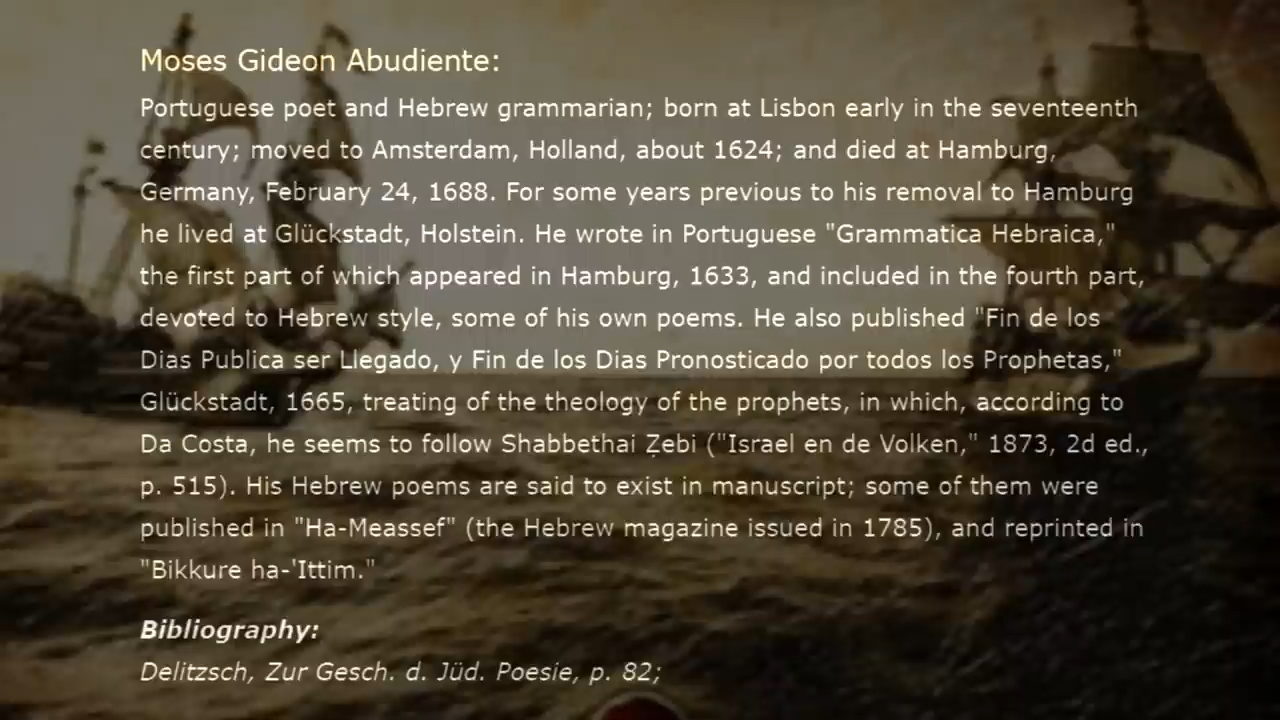 Moses Gideon Abudiente:
Portuguese poet and Hebrew grammarian; born at Lisbon early in the seventeenth
century; moved to Amsterdam, Holland, about 1624; and died at Hamburg,
Germany, February 24, 1688. For some years previous to his removal to Hamburg
he lived at Glückstadt, Holstein. He wrote in Portuguese "Grammatica Hebraica,"
the first part of which appeared in Hamburg, 1633, and included in the fourth part,
devoted to Hebrew style, some of his own poems. He also published "Fin de los
Dias Publica ser Llegado, y Fin de los Dias Pronosticado por todos los Prophetas,"
Glückstadt, 1665, treating of the theology of the prophets, in which, according to
Da Costa, he seems to follow Shabbethai Ẓebi ("Israel en de Volken," 1873, 2d ed.,
p. 515). His Hebrew poems are said to exist in manuscript; some of them were
published in "Ha-Meassef" (the Hebrew magazine issued in 1785), and reprinted in
"Bikkure ha-'Ittim."
Bibliography:
Delitzsch, Zur Gesch. d. Jüd. Poesie, p. 82;